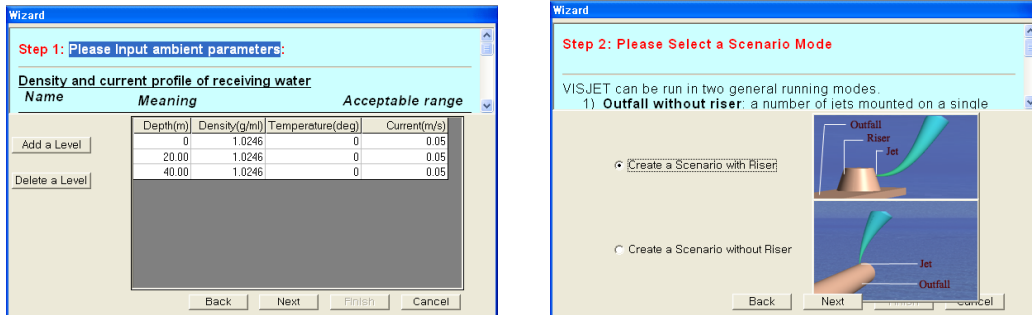 Wizard
Step 1: Please Input ambient parameters:
Density and current profile of receiving water
Name Meaning Acceptable range
Add a Level
Delete a Level
Depth(m) Density(g/ml) Temperature(deg) Current(m/s)
0 1.0246 0 0.05
20.00 1.0246 0 0.05
40.00 1.0246 0 0.05
Back Next Finish Cancel
Wizard
Step 2: Please Select a Scenario Mode
VISJET can be run in two general running modes.
1) Outfall without riser: a number of jets mounted on a single
Create a Scenario with Riser
Outfall
Riser
Jet
Create a Scenario without Riser
Jet
Outfall
Back Next Cancel